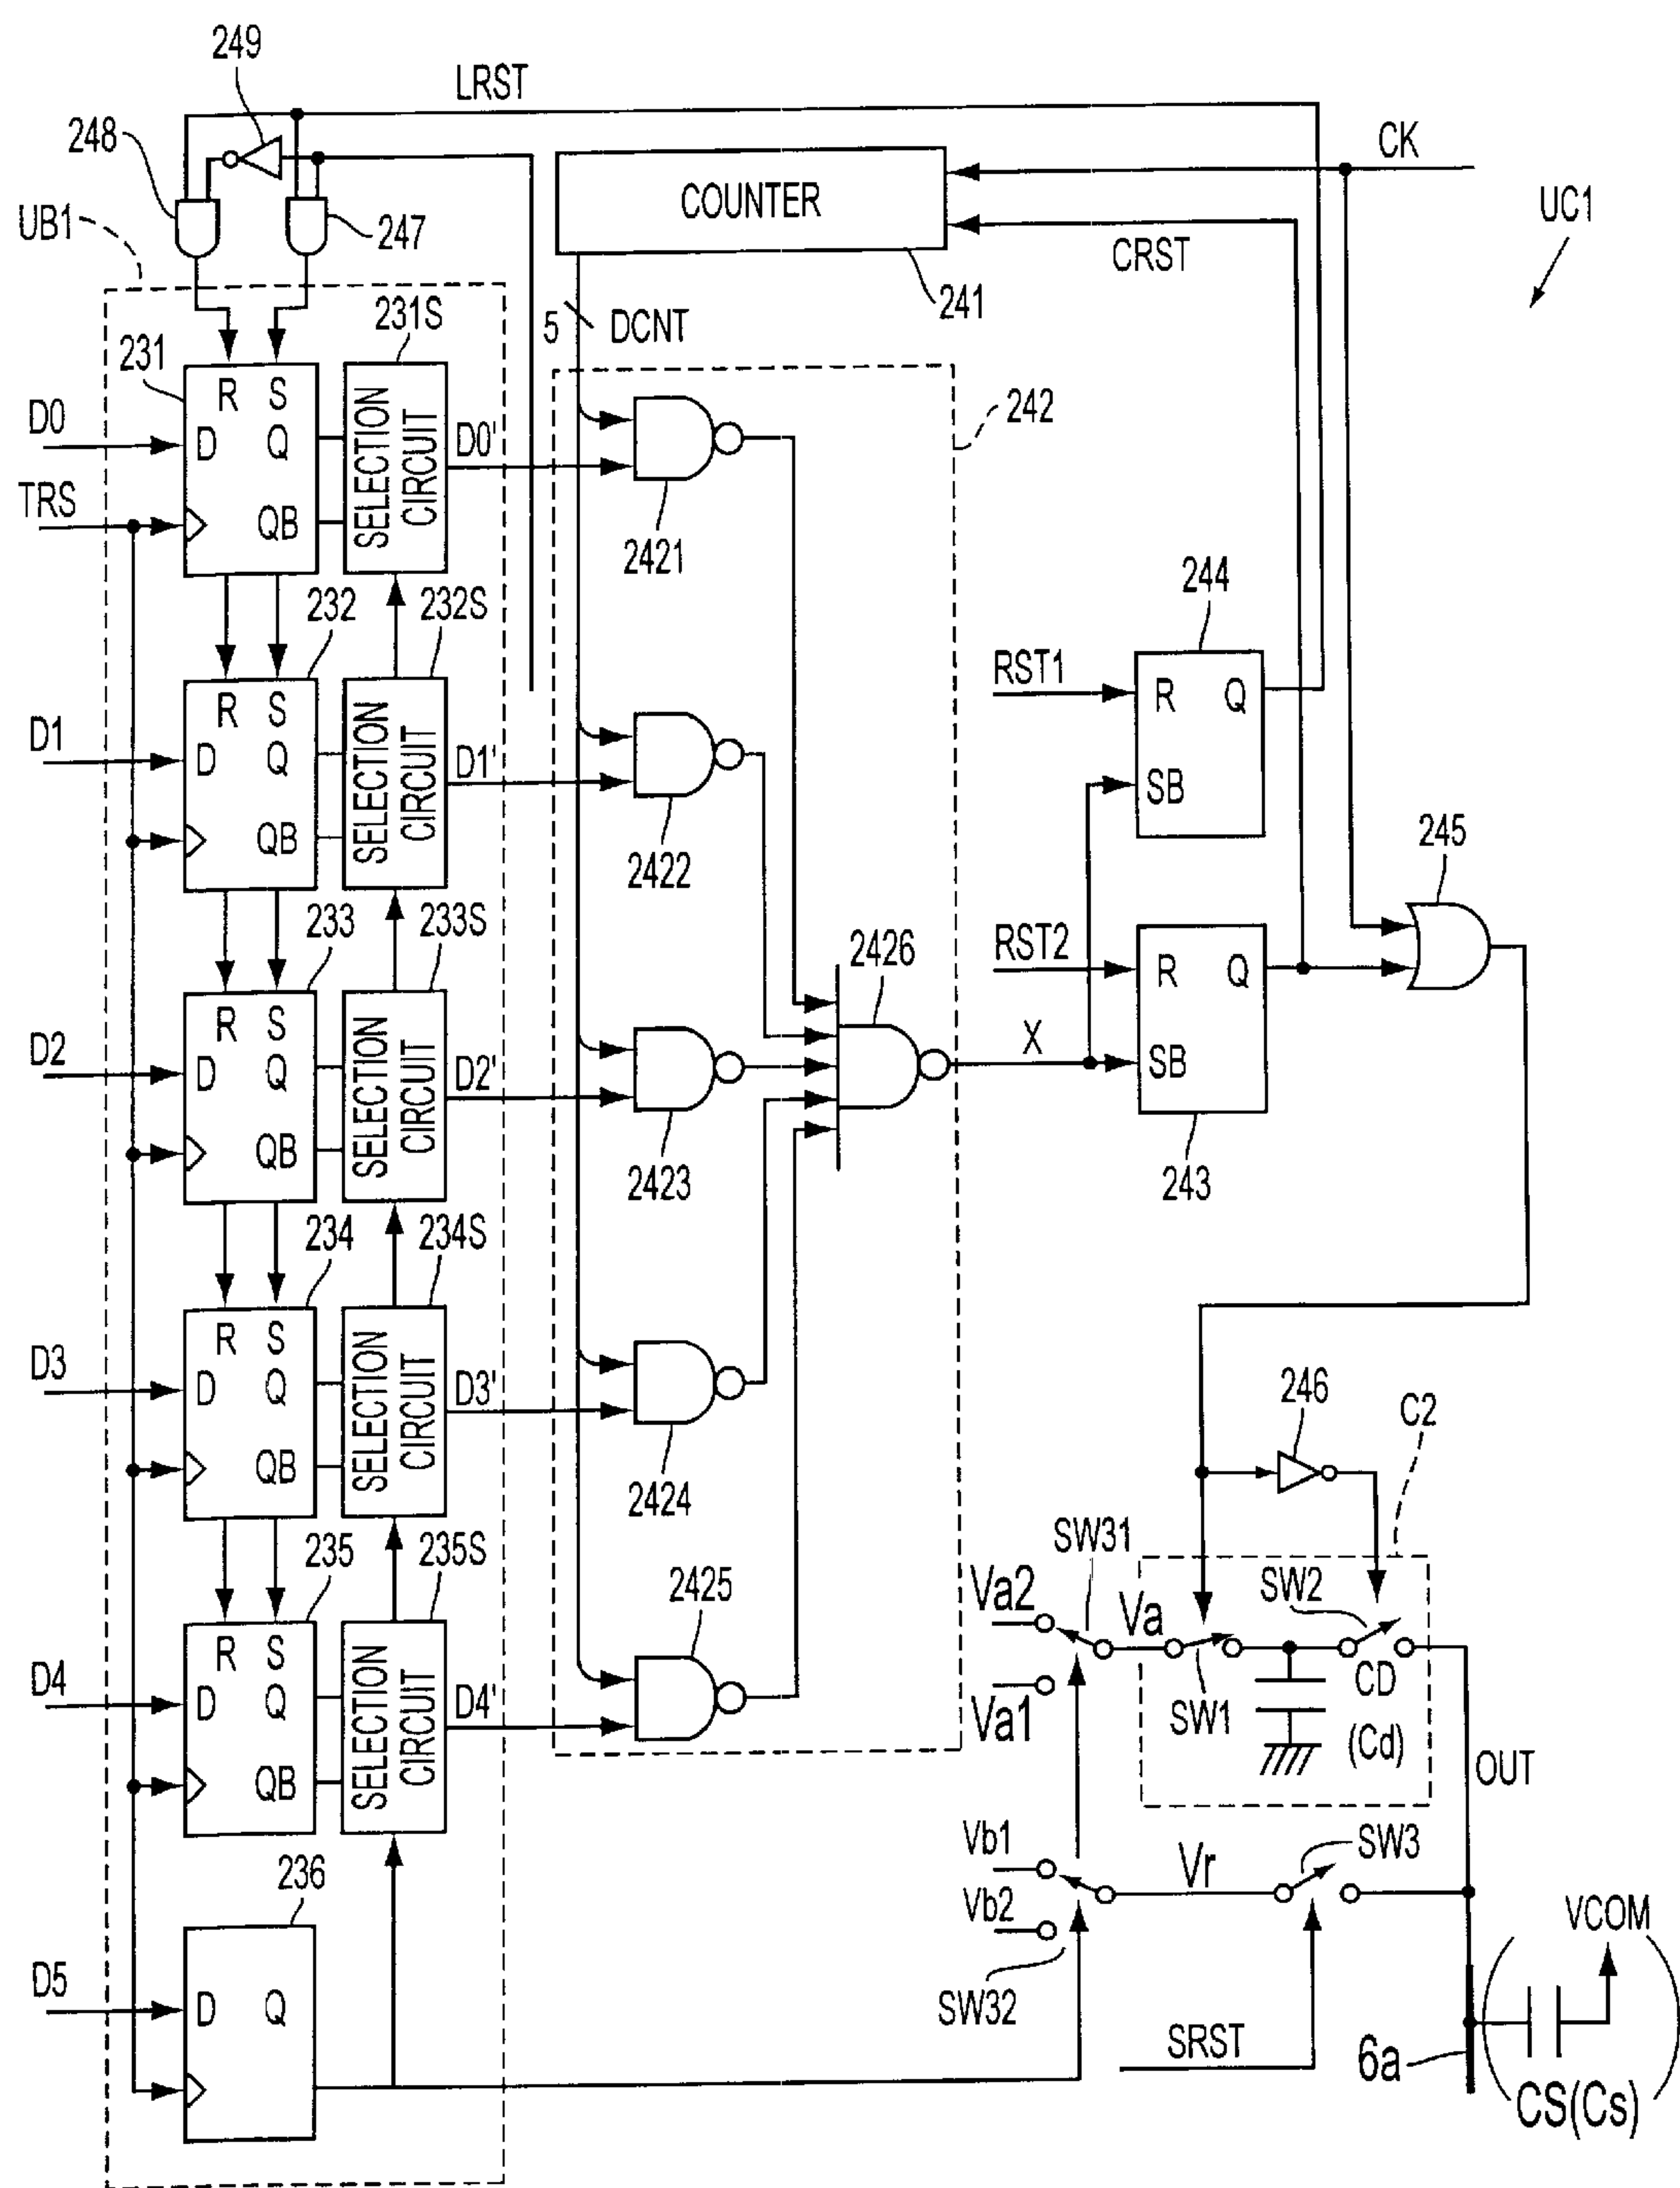 249
LRST
248
CK
UB1
247
COUNTER
UC1
CRST
241
5
DCNT
231S
231
R S
D Q
QB
SELECTION CIRCUIT
D0
D0'
242
TRS
2421
232
232S
244
RST1
R Q
SB
R S
D Q
QB
SELECTION CIRCUIT
D1
D1'
2422
245
233
233S
2426
RST2
R Q
SB
X
243
R S
D Q
QB
SELECTION CIRCUIT
D2
D2'
2423
234
234S
R S
D Q
QB
SELECTION CIRCUIT
D3
D3'
2424
246
C2
235
235S
2425
SW31
Va2
Va
SW2
R S
D Q
QB
SELECTION CIRCUIT
D4
D4'
Va1
SW1
CD
(Cd)
OUT
236
Vb1
Vr
SW3
Vb2
VCOM
D5
D Q
SW32
SRST
6a
CS(Cs)